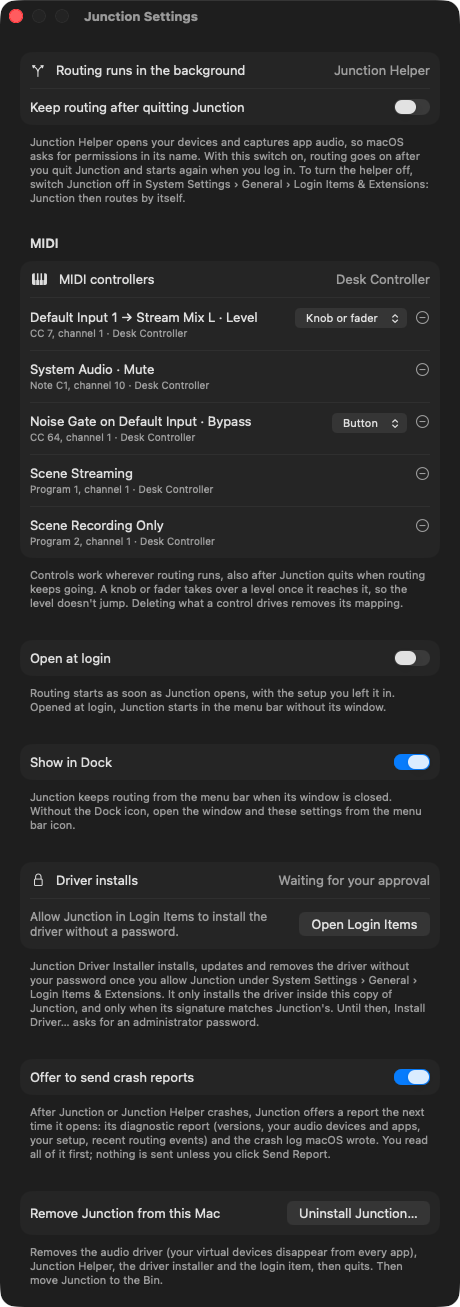 Junction Settings
Routing runs in the background Junction Helper
Keep routing after quitting Junction
Junction Helper opens your devices and captures app audio, so macOS
asks for permissions in its name. With this switch on, routing goes on after
you quit Junction and starts again when you log in. To turn the helper off,
switch Junction off in System Settings › General › Login Items & Extensions:
Junction then routes by itself.
MIDI
MIDI controllers Desk Controller
Default Input 1 → Stream Mix L · Level Knob or fader
CC 7, channel 1 · Desk Controller
System Audio · Mute
Note C1, channel 10 · Desk Controller
Noise Gate on Default Input · Bypass Button
CC 64, channel 1 · Desk Controller
Scene Streaming
Program 1, channel 1 · Desk Controller
Scene Recording Only
Program 2, channel 1 · Desk Controller
Controls work wherever routing runs, also after Junction quits when routing
keeps going. A knob or fader takes over a level once it reaches it, so the
level doesn't jump. Deleting what a control drives removes its mapping.
Open at login
Routing starts as soon as Junction opens, with the setup you left it in.
Opened at login, Junction starts in the menu bar without its window.
Show in Dock
Junction keeps routing from the menu bar when its window is closed.
Without the Dock icon, open the window and these settings from the menu
bar icon.
Driver installs Waiting for your approval
Allow Junction in Login Items to install the
driver without a password.
Open Login Items
Junction Driver Installer installs, updates and removes the driver without
your password once you allow Junction under System Settings › General ›
Login Items & Extensions. It only installs the driver inside this copy of
Junction, and only when its signature matches Junction's. Until then, Install
Driver… asks for an administrator password.
Offer to send crash reports
After Junction or Junction Helper crashes, Junction offers a report the next
time it opens: its diagnostic report (versions, your audio devices and apps,
your setup, recent routing events) and the crash log macOS wrote. You read
all of it first; nothing is sent unless you click Send Report.
Remove Junction from this Mac Uninstall Junction…
Removes the audio driver (your virtual devices disappear from every app),
Junction Helper, the driver installer and the login item, then quits. Then
move Junction to the Bin.